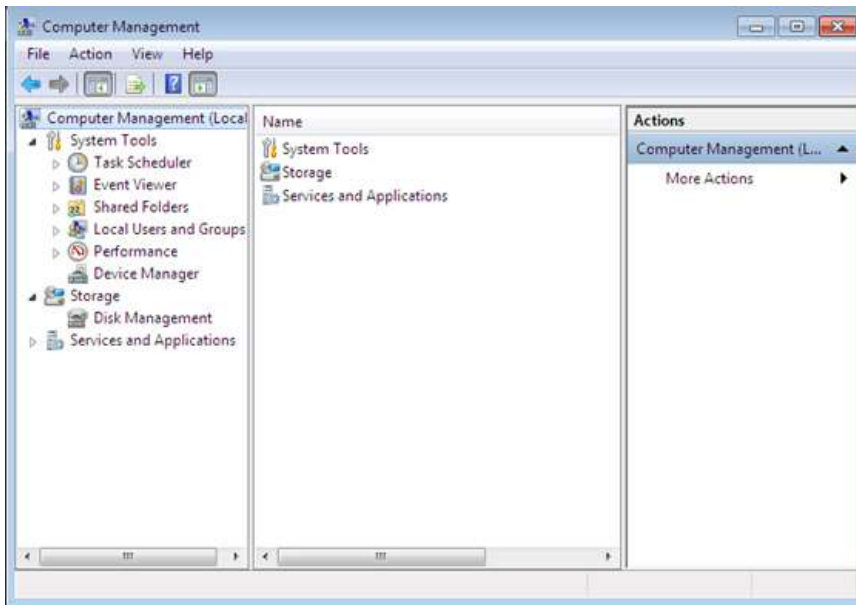 Computer Management
File Action View Help
Computer Management (Local
System Tools
Task Scheduler
Event Viewer
Shared Folders
Local Users and Groups
Performance
Device Manager
Storage
Disk Management
Services and Applications
Name
System Tools
Storage
Services and Applications
Actions
Computer Management (L...
More Actions